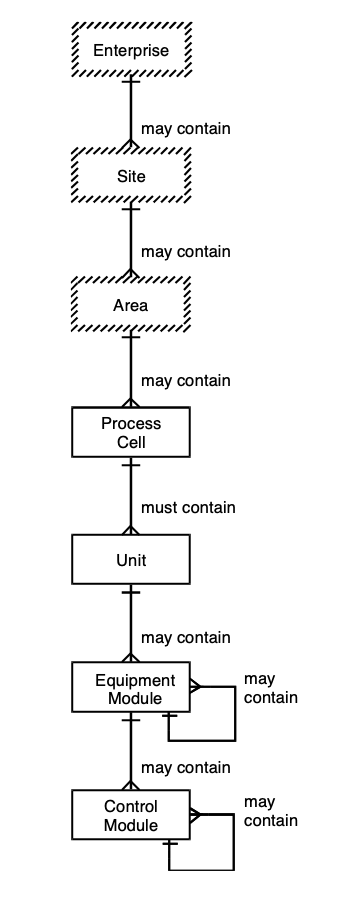 Enterprise
may contain
Site
may contain
Area
may contain
Process
Cell
must contain
Unit
may contain
Equipment
Module
may
contain
may contain
Control
Module
may
contain